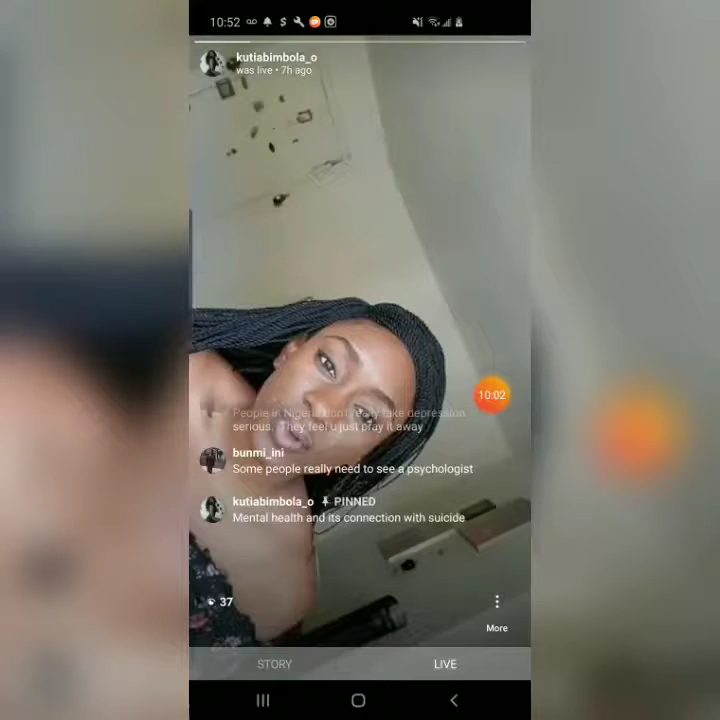 10:52
kutiabimbola_o
was live • 7h ago
10:02
People in Nigeria don't really take depression
serious. They feel u just pray it away
bunmi_ini
Some people really need to see a psychologist
kutiabimbola_o PINNED
Mental health and its connection with suicide
37
More
STORY
LIVE